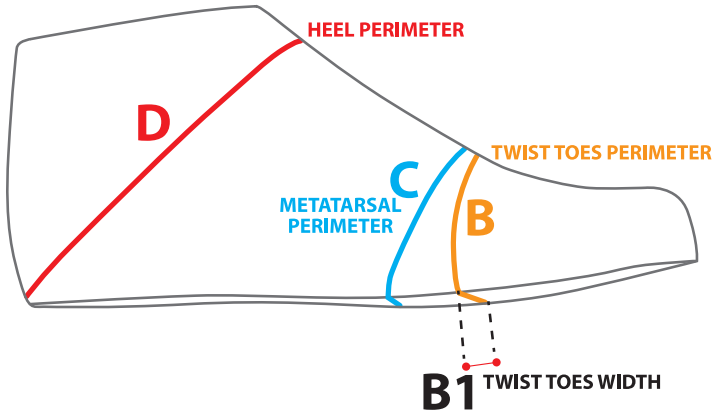 HEEL PERIMETER
D
TWIST TOES PERIMETER
C
METATARSAL
PERIMETER
B
B1 TWIST TOES WIDTH